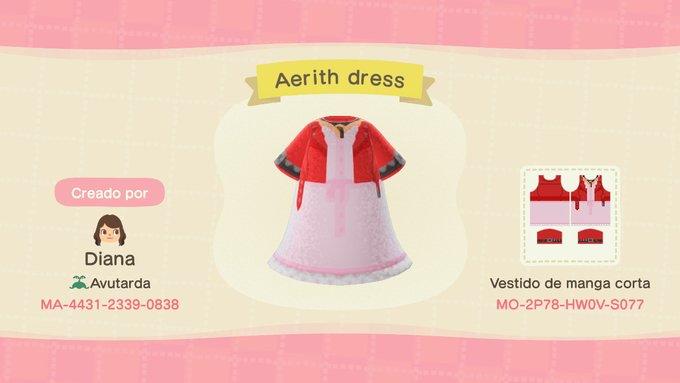 Aerith dress
Creado por
Diana
Avutarda
MA-4431-2339-0838
Vestido de manga corta
MO-2P78-HW0V-S077